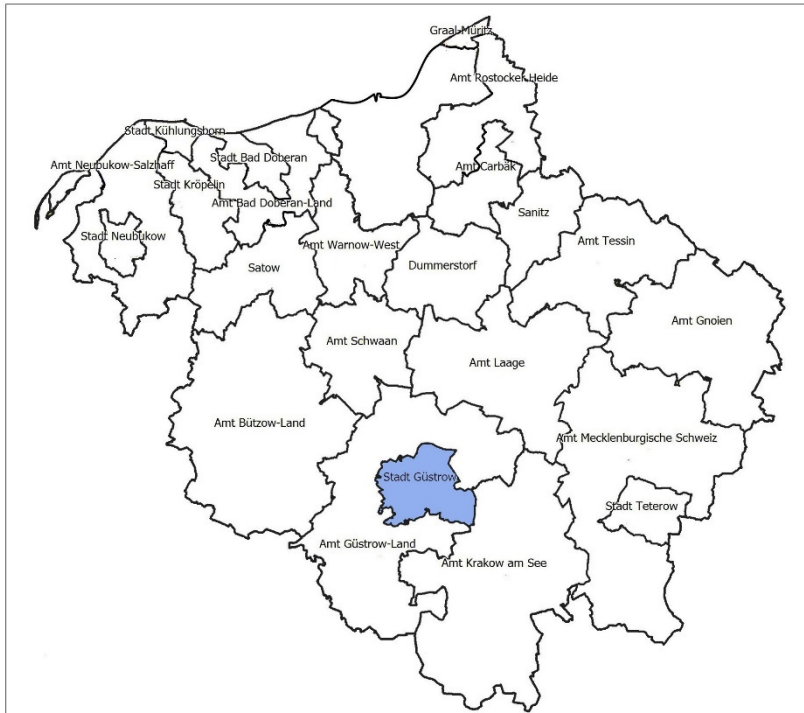 Graal-Müritz
Amt Rostocker Heide
Stadt Kühlungsborn
Stadt Bad Doberan
Amt Neubukow-Salzhaff
Amt Carbäk
Stadt Kröpelin
Amt Bad Doberan-Land
Sanitz
Stadt Neubukow
Amt Warnow-West
Amt Tessin
Satow
Dummerstorf
Amt Gnoien
Amt Schwaan
Amt Laage
Amt Bützow-Land
Amt Mecklenburgische Schweiz
Stadt Güstrow
Stadt Teterow
Amt Güstrow-Land
Amt Krakow am See